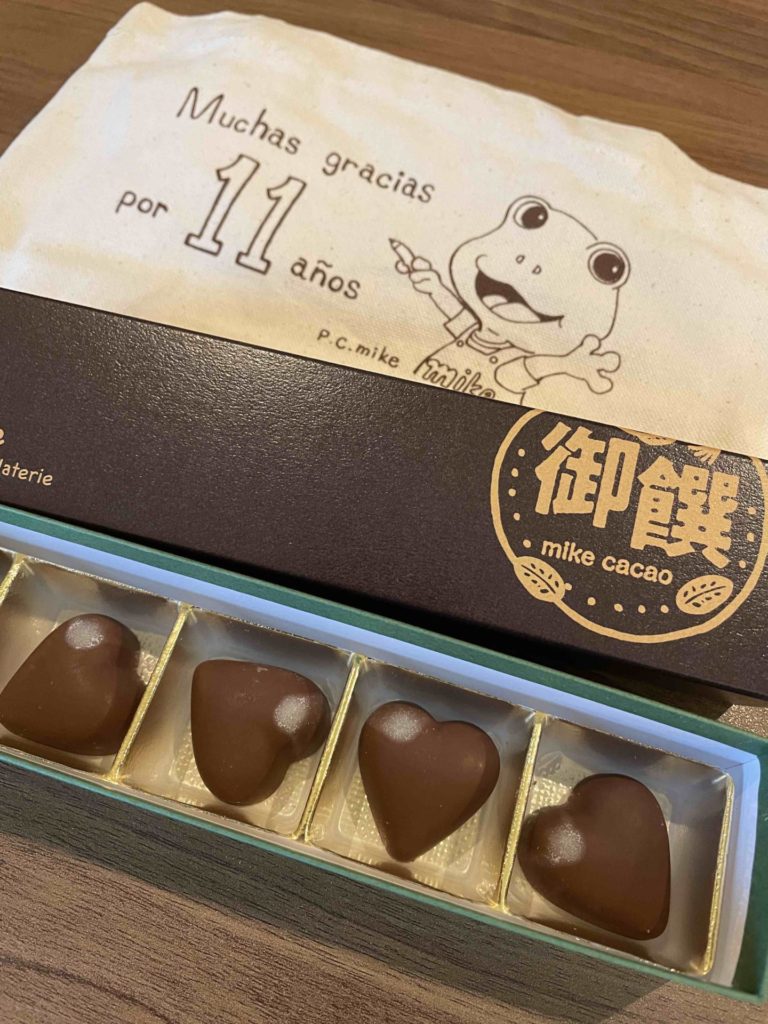 Muchas gracias
por 11 años
P.C.mike
mike
御饌
mike cacao